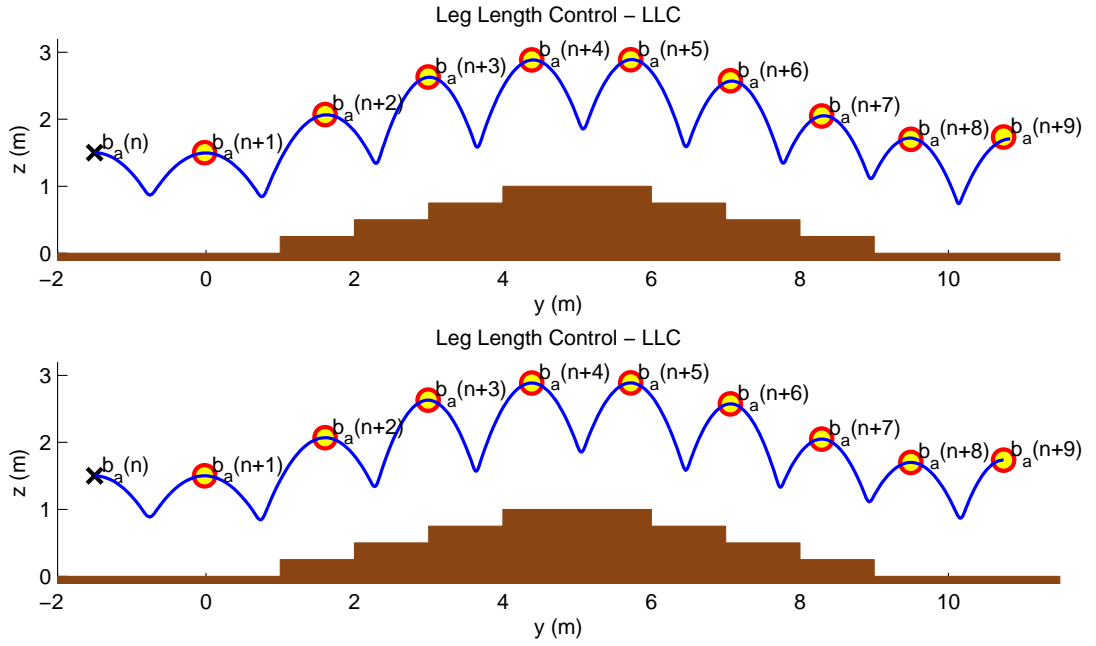 Leg Length Control − LLC
b_a(n)
b_a(n+1)
b_a(n+2)
b_a(n+3)
b_a(n+4)
b_a(n+5)
b_a(n+6)
b_a(n+7)
b_a(n+8)
b_a(n+9)
z (m)
3
2
1
0
−2 0 2 4 6 8 10
y (m)
Leg Length Control − LLC
b_a(n)
b_a(n+1)
b_a(n+2)
b_a(n+3)
b_a(n+4)
b_a(n+5)
b_a(n+6)
b_a(n+7)
b_a(n+8)
b_a(n+9)
z (m)
3
2
1
0
−2 0 2 4 6 8 10
y (m)